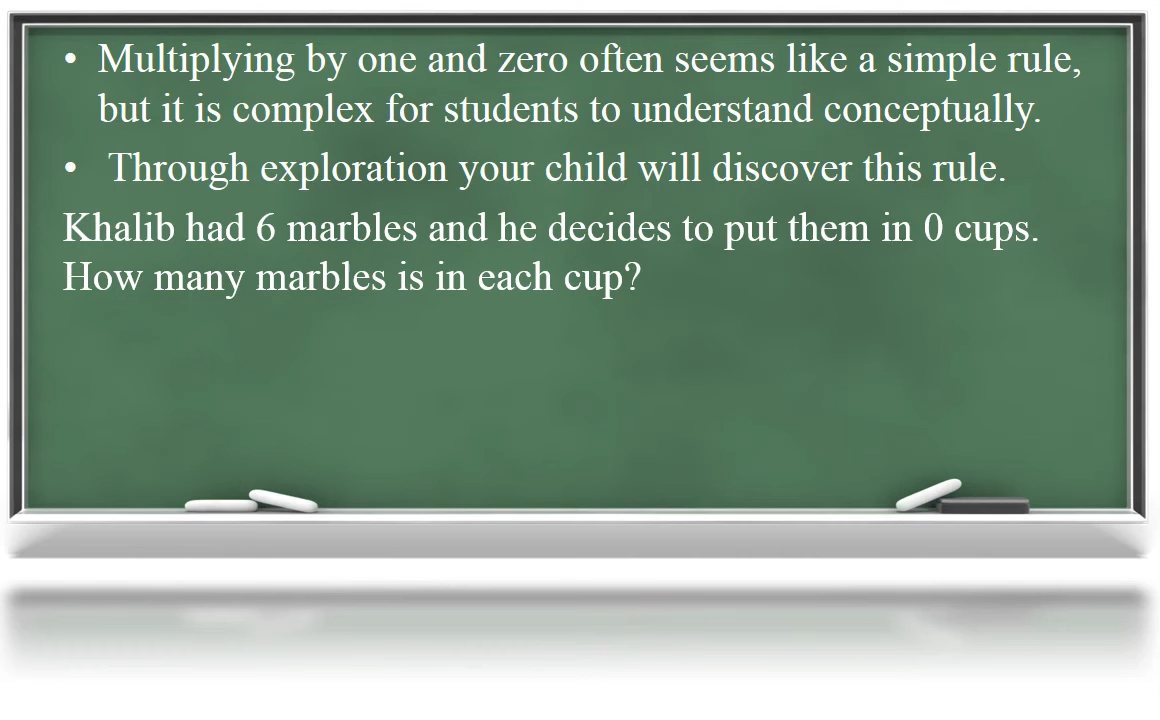 • Multiplying by one and zero often seems like a simple rule,
but it is complex for students to understand conceptually.
• Through exploration your child will discover this rule.
Khalib had 6 marbles and he decides to put them in 0 cups.
How many marbles is in each cup?